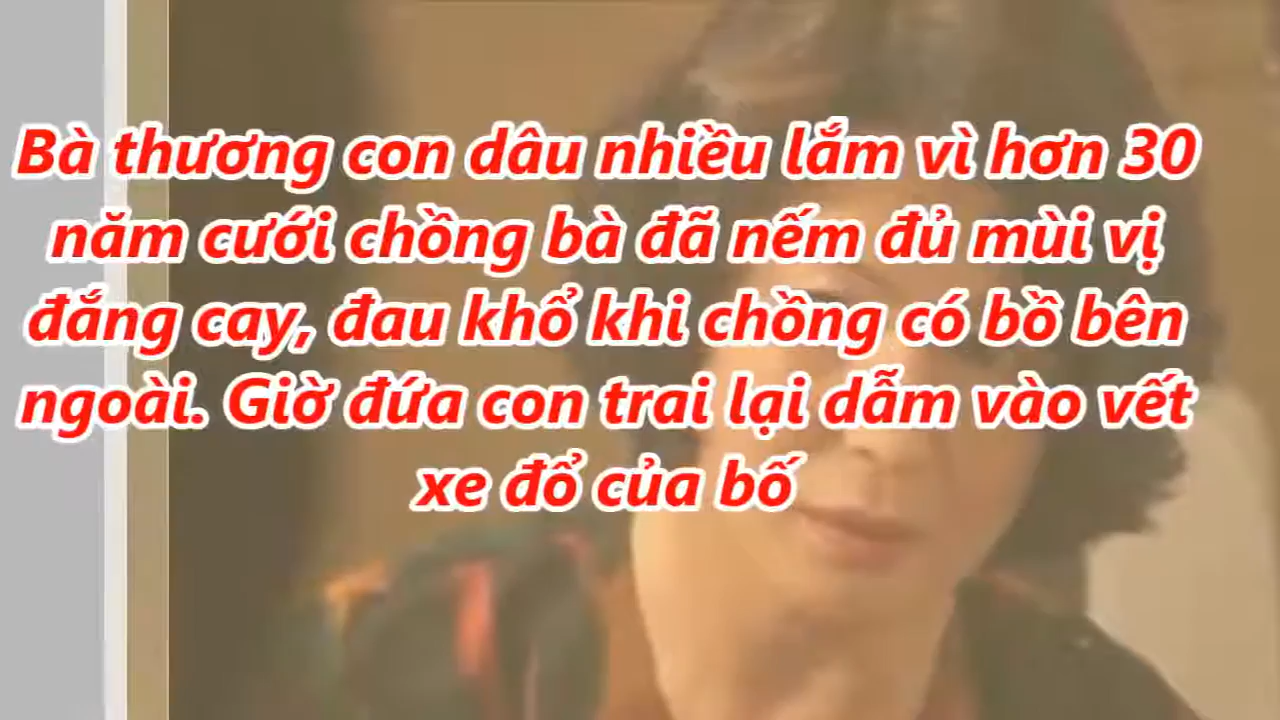 Bà thương con dâu nhiều lắm vì hơn 30
năm cưới chồng bà đã nếm đủ mùi vị
đắng cay, đau khổ khi chồng có bồ bên
ngoài. Giờ đứa con trai lại dẫm vào vết
xe đổ của bố